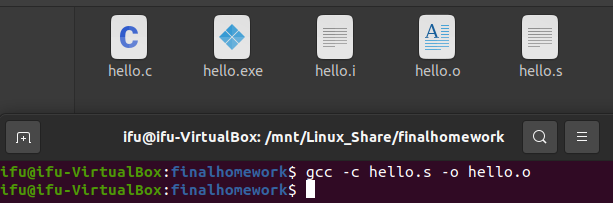 hello.c hello.exe hello.i hello.o hello.s
ifu@ifu-VirtualBox: /mnt/Linux_Share/finalhomework
ifu@ifu-VirtualBox:finalhomework$ gcc -c hello.s -o hello.o
ifu@ifu-VirtualBox:finalhomework$